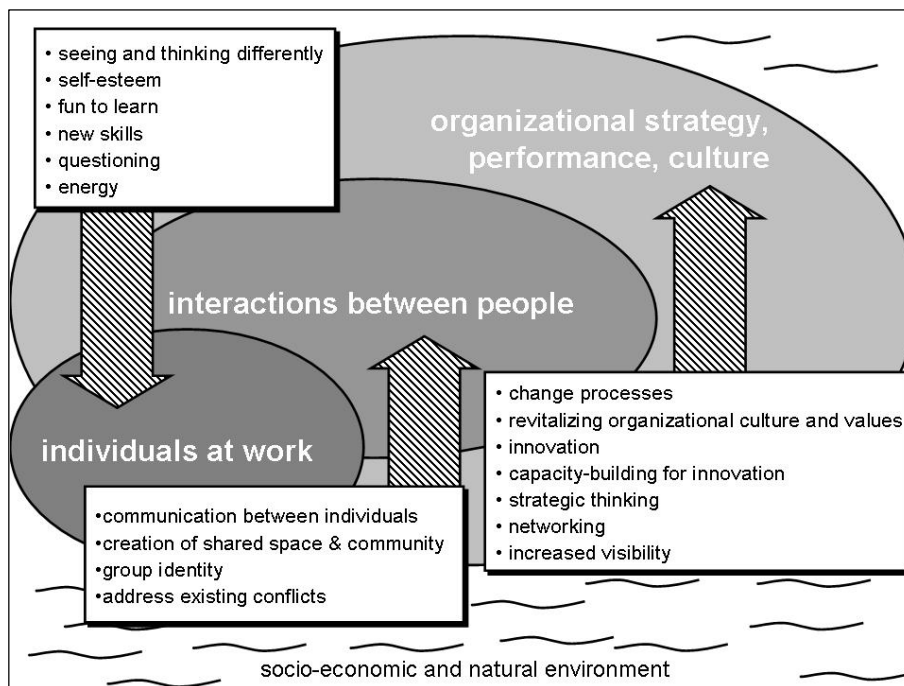 • seeing and thinking differently
• self-esteem
• fun to learn
• new skills
• questioning
• energy
organizational strategy,
performance, culture
interactions between people
individuals at work
• change processes
• revitalizing organizational culture and values
• innovation
• capacity-building for innovation
• strategic thinking
• networking
• increased visibility
•communication between individuals
•creation of shared space & community
•group identity
•address existing conflicts
socio-economic and natural environment